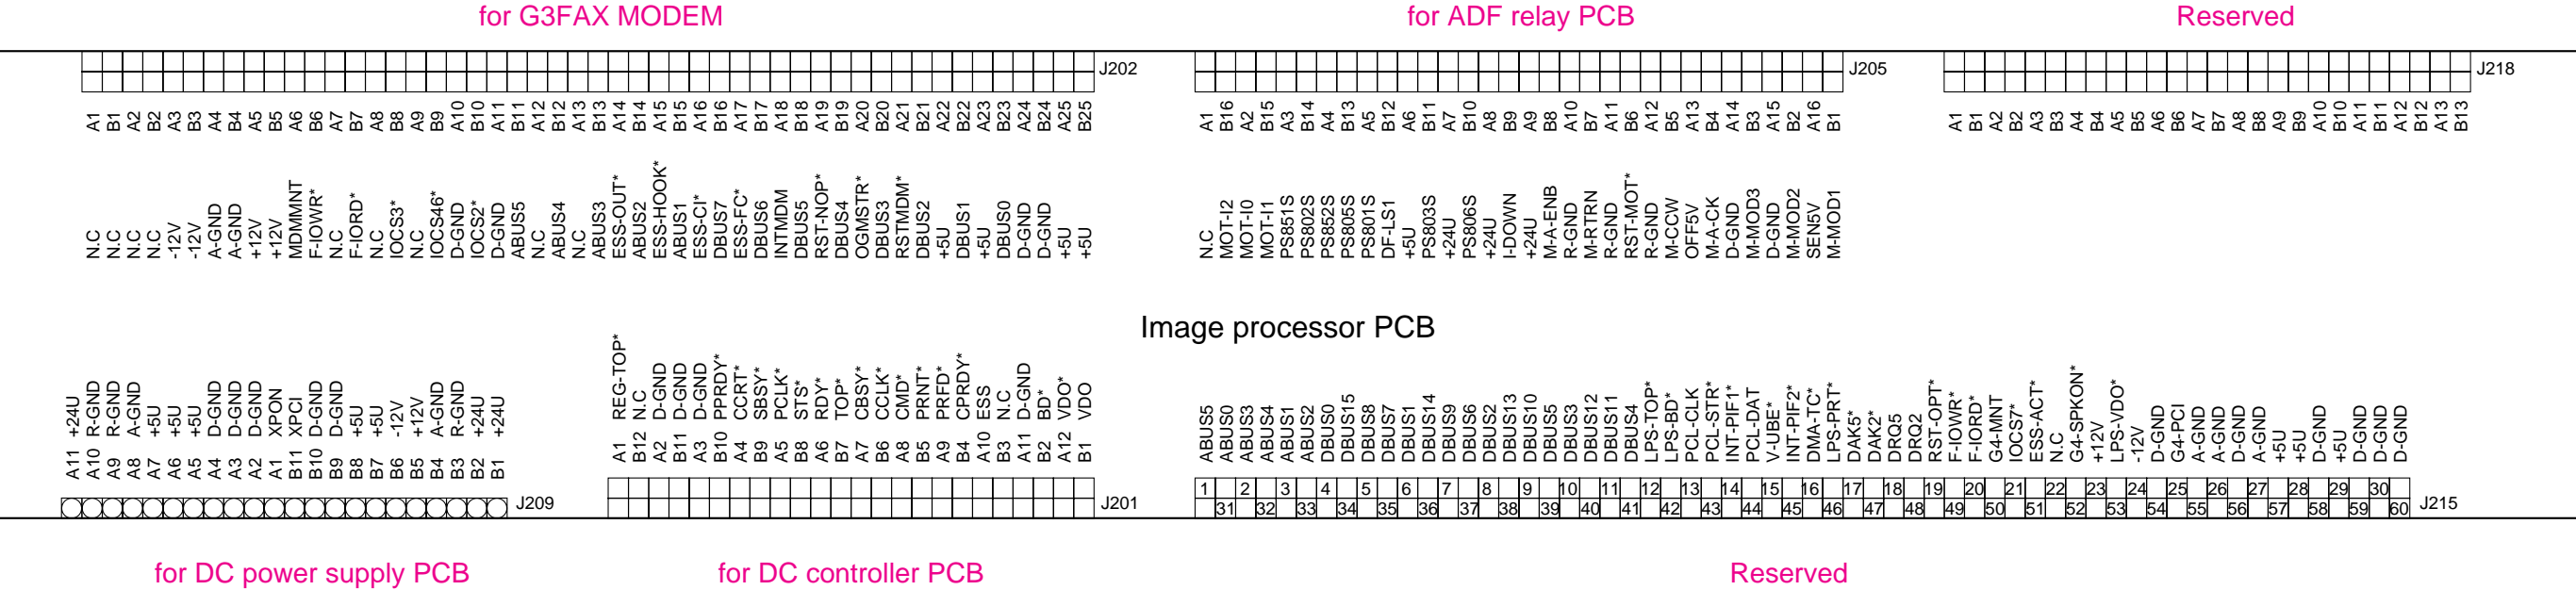 for G3FAX MODEM
for ADF relay PCB
Reserved
J202
J205
J218
A1 B1 A2 B2 A3 B3 A4 B4 A5 B5 A6 B6 A7 B7 A8 B8 A9 B9 A10 B10 A11 B11 A12 B12 A13 B13 A14 B14 A15 B15 A16 B16 A17 B17 A18 B18 A19 B19 A20 B20 A21 B21 A22 B22 A23 B23 A24 B24 A25 B25
A1 B16 A2 B15 A3 B14 A4 B13 A5 B12 A6 B11 A7 B10 A8 B9 A9 B8 A10 B7 A11 B6 A12 B5 A13 B4 A14 B3 A15 B2 A16 B1
A1 B1 A2 B2 A3 B3 A4 B4 A5 B5 A6 B6 A7 B7 A8 B8 A9 B9 A10 B10 A11 B11 A12 B12 A13 B13
N.C N.C N.C N.C -12V -12V A-GND A-GND +12V +12V MDMMNT F-IOWR* N.C F-IORD* N.C IOCS3* N.C IOCS46* D-GND IOCS2* D-GND ABUS5 N.C ABUS4 N.C ABUS3 ESS-OUT* ABUS2 ESS-HOOK* ABUS1 ESS-CI* DBUS7 ESS-FC* DBUS6 INTMDM DBUS5 RST-NOP* DBUS4 OGMSTR* DBUS3 RSTMDM* DBUS2 +5U DBUS1 +5U DBUS0 D-GND D-GND +5U +5U
N.C MOT-I2 MOT-I0 MOT-I1 PS851S PS802S PS852S PS805S PS801S DF-LS1 +5U PS803S +24U PS806S +24U I-DOWN +24U M-A-ENB R-GND M-RTRN R-GND RST-MOT* R-GND M-CCW OFF5V M-A-CK D-GND M-MOD3 D-GND M-MOD2 SEN5V M-MOD1
Image processor PCB
+24U R-GND R-GND A-GND +5U +5U +5U D-GND D-GND D-GND XPON XPCI D-GND D-GND +5U +5U -12V +12V A-GND R-GND +24U +24U
A11 A10 A9 A8 A7 A6 A5 A4 A3 A2 A1 B11 B10 B9 B8 B7 B6 B5 B4 B3 B2 B1
J209
REG-TOP* N.C D-GND D-GND D-GND PPRDY* CCRT* SBSY* PCLK* STS* RDY* TOP* CBSY* CCLK* CMD* PRNT* PRFD* CPRDY* ESS N.C D-GND BD* VDO* VDO
A1 B12 A2 B11 A3 B10 A4 B9 A5 B8 A6 B7 A7 B6 A8 B5 A9 B4 A10 B3 A11 B2 A12 B1
J201
ABUS5 ABUS0 ABUS3 ABUS4 ABUS1 ABUS2 DBUS0 DBUS15 DBUS8 DBUS7 DBUS1 DBUS14 DBUS9 DBUS6 DBUS2 DBUS13 DBUS10 DBUS5 DBUS3 DBUS12 DBUS11 DBUS4 LPS-TOP* LPS-BD* PCL-CLK PCL-STR* INT-PIF1* PCL-DAT V-UBE* INT-PIF2* DMA-TC* LPS-PRT* DAK5* DAK2* DRQ5 DRQ2 RST-OPT* F-IOWR* F-IORD* G4-MNT IOCS7* ESS-ACT* N.C G4-SPKON* +12V LPS-VDO* -12V D-GND G4-PCI A-GND A-GND D-GND A-GND +5U +5U D-GND +5U D-GND D-GND D-GND
1 2 3 4 5 6 7 8 9 10 11 12 13 14 15 16 17 18 19 20 21 22 23 24 25 26 27 28 29 30
31 32 33 34 35 36 37 38 39 40 41 42 43 44 45 46 47 48 49 50 51 52 53 54 55 56 57 58 59 60
J215
for DC power supply PCB
for DC controller PCB
Reserved